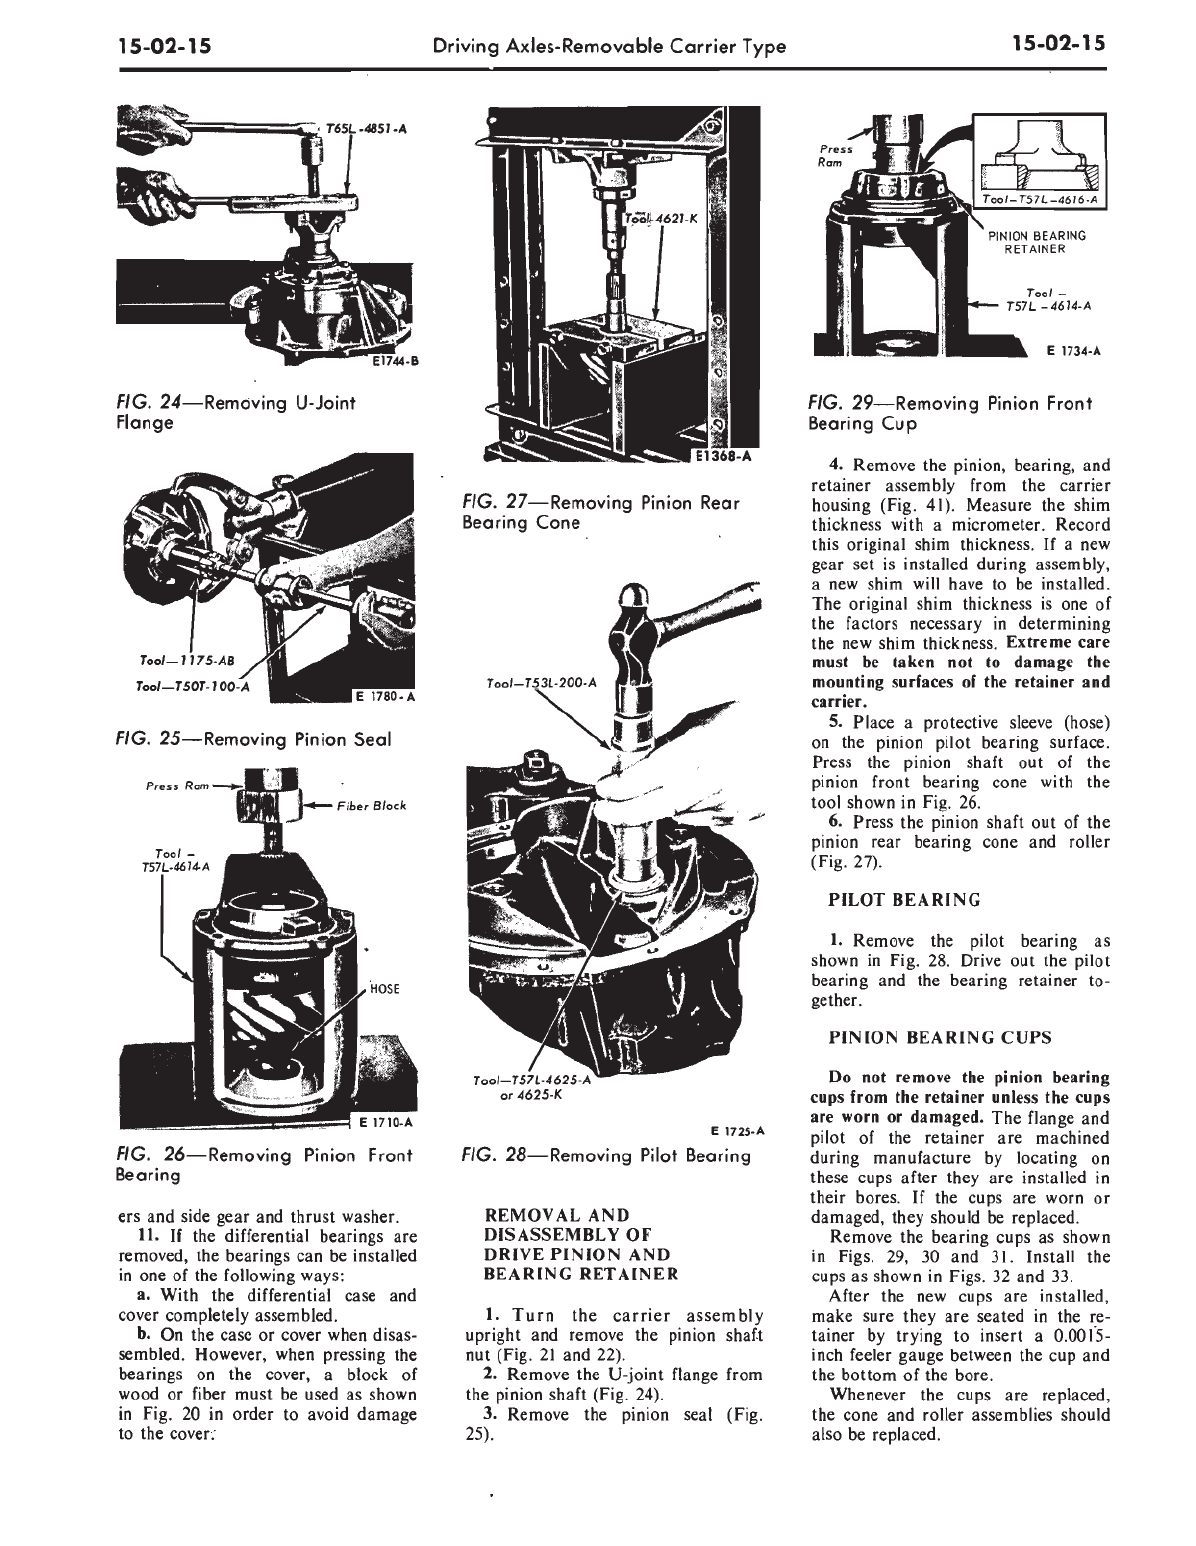 15-02-15
Driving Axles-Removable Carrier Type
15-02-15
T65L-4851-A
E1744-B
FIG. 24—Removing U-Joint
Flange
Tool—1175-AB
Tool—T50T-100-A
E 1780-A
FIG. 25—Removing Pinion Seal
Press Ram
Fiber Block
Tool –
T57L-4614-A
HOSE
E 1710-A
FIG. 26—Removing Pinion Front
Bearing
ers and side gear and thrust washer.
11. If the differential bearings are
removed, the bearings can be installed
in one of the following ways:
a. With the differential case and
cover completely assembled.
b. On the case or cover when disas-
sembled. However, when pressing the
bearings on the cover, a block of
wood or fiber must be used as shown
in Fig. 20 in order to avoid damage
to the cover.
Tool-4621-K
E1368-A
FIG. 27—Removing Pinion Rear
Bearing Cone
Tool—T53L-200-A
Tool—T57L-4625-A
or 4625-K
E 1725-A
FIG. 28—Removing Pilot Bearing
REMOVAL AND
DISASSEMBLY OF
DRIVE PINION AND
BEARING RETAINER
1. Turn the carrier assembly
upright and remove the pinion shaft
nut (Fig. 21 and 22).
2. Remove the U-joint flange from
the pinion shaft (Fig. 24).
3. Remove the pinion seal (Fig.
25).
Press
Ram
Tool–T57L–4616-A
PINION BEARING
RETAINER
Tool –
T57L–4614-A
E 1734-A
FIG. 29—Removing Pinion Front
Bearing Cup
4. Remove the pinion, bearing, and
retainer assembly from the carrier
housing (Fig. 41). Measure the shim
thickness with a micrometer. Record
this original shim thickness. If a new
gear set is installed during assembly,
a new shim will have to be installed.
The original shim thickness is one of
the factors necessary in determining
the new shim thickness. Extreme care
must be taken not to damage the
mounting surfaces of the retainer and
carrier.
5. Place a protective sleeve (hose)
on the pinion pilot bearing surface.
Press the pinion shaft out of the
pinion front bearing cone with the
tool shown in Fig. 26.
6. Press the pinion shaft out of the
pinion rear bearing cone and roller
(Fig. 27).
PILOT BEARING
1. Remove the pilot bearing as
shown in Fig. 28. Drive out the pilot
bearing and the bearing retainer to-
gether.
PINION BEARING CUPS
Do not remove the pinion bearing
cups from the retainer unless the cups
are worn or damaged. The flange and
pilot of the retainer are machined
during manufacture by locating on
these cups after they are installed in
their bores. If the cups are worn or
damaged, they should be replaced.
Remove the bearing cups as shown
in Figs. 29, 30 and 31. Install the
cups as shown in Figs. 32 and 33.
After the new cups are installed,
make sure they are seated in the re-
tainer by trying to insert a 0.0015-
inch feeler gauge between the cup and
the bottom of the bore.
Whenever the cups are replaced,
the cone and roller assemblies should
also be replaced.